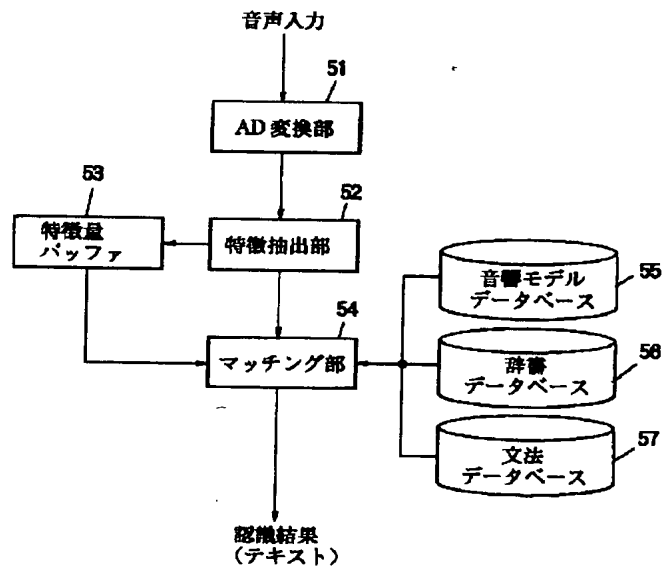 音声入力
51
AD 変換部
53
52
特徴量
バッファ
特徴抽出部
音響モデル
データベース
55
54
マッチング部
辞書
データベース
56
文法
データベース
57
認識結果
(テキスト)